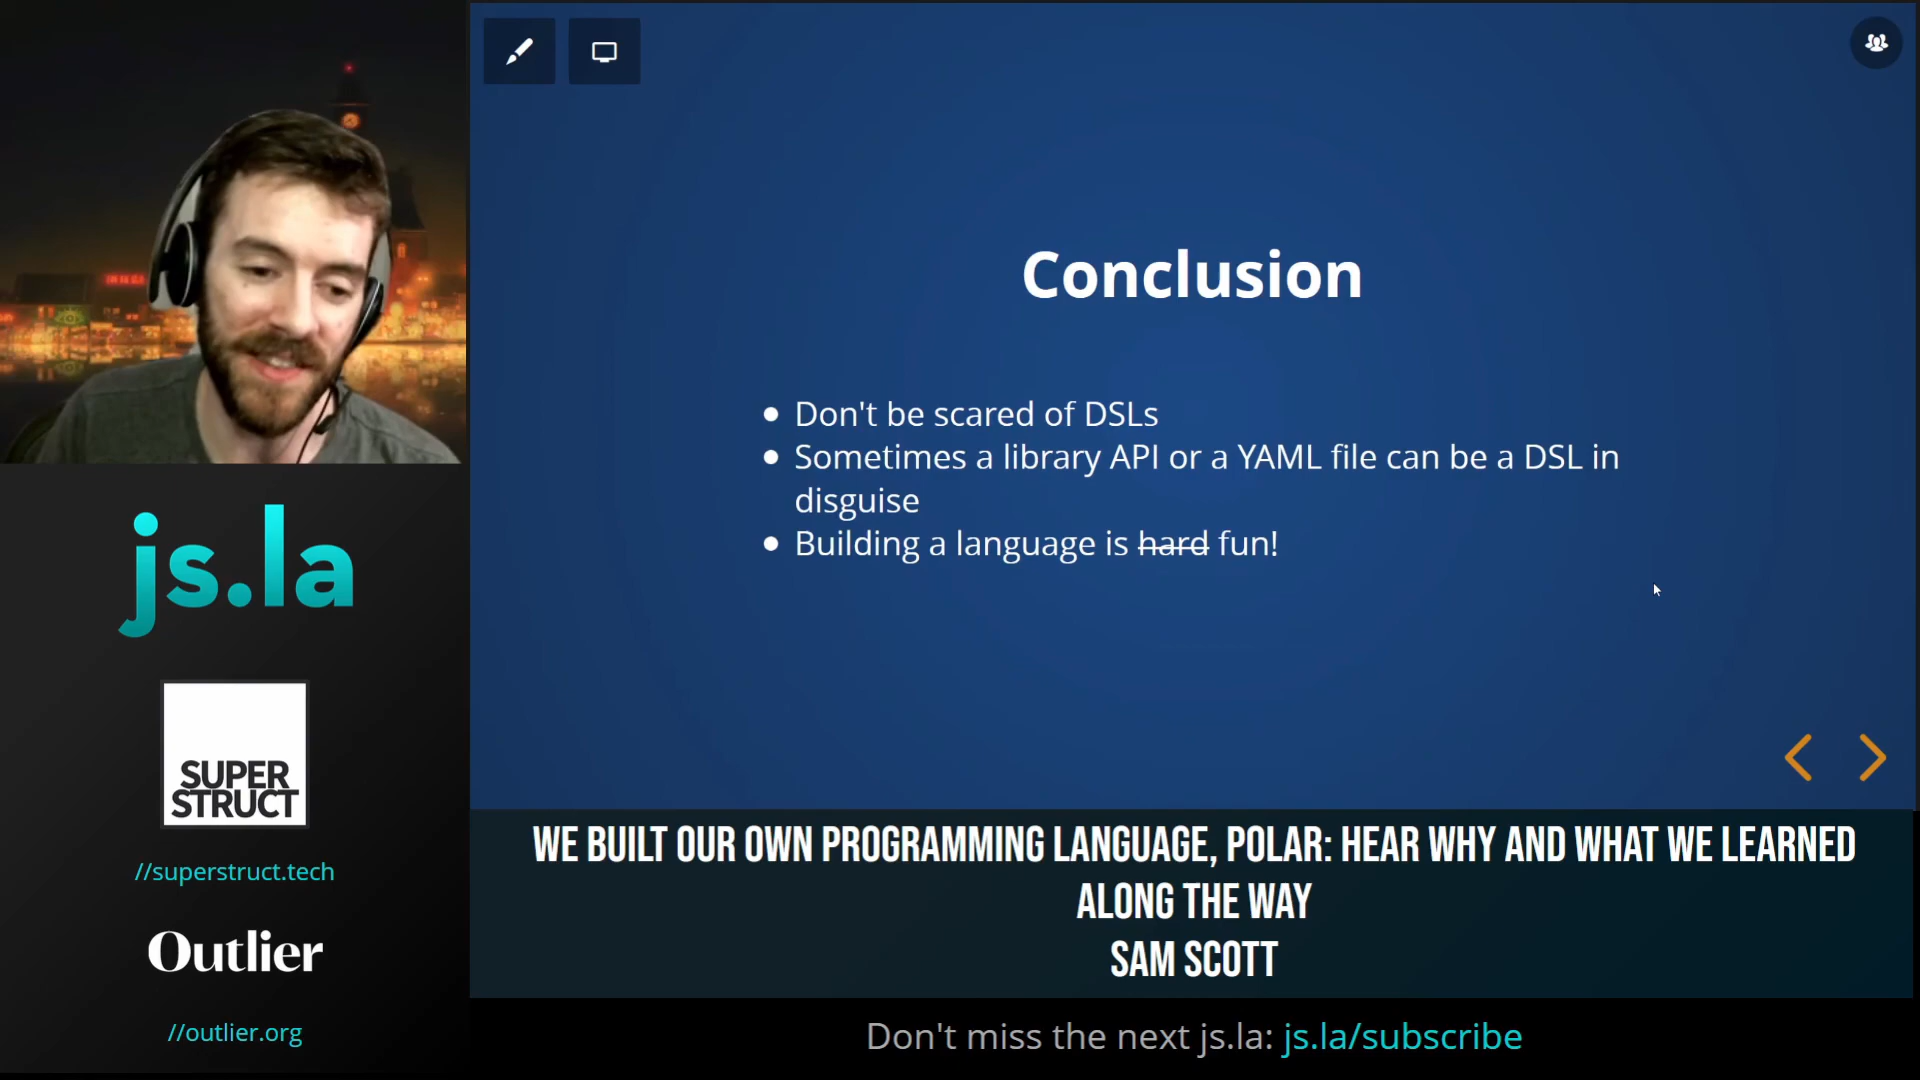 Conclusion
Don't be scared of DSLs
Sometimes a library API or a YAML file can be a DSL in
disguise
Building a language is hard fun!
js.la
SUPER
STRUCT
//superstruct.tech
Outlier
//outlier.org
WE BUILT OUR OWN PROGRAMMING LANGUAGE, POLAR: HEAR WHY AND WHAT WE LEARNED
ALONG THE WAY
SAM SCOTT
Don't miss the next js.la: js.la/subscribe